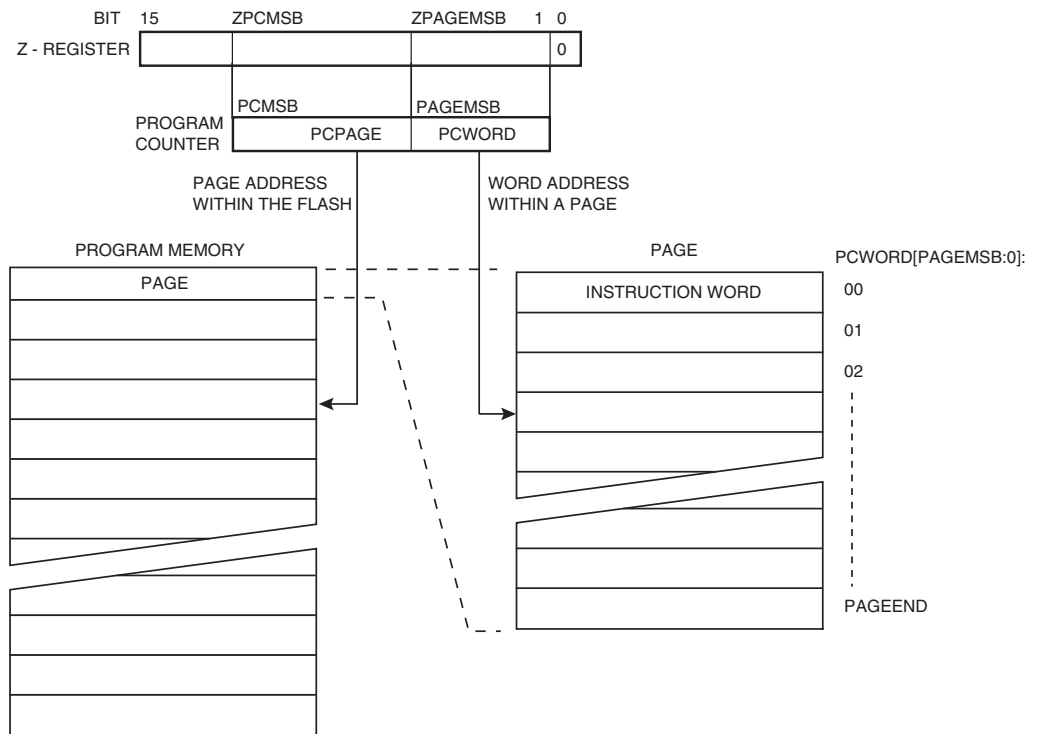 BIT 15 ZPCMSB ZPAGEMSB 1 0
Z - REGISTER 0
PCMSB PAGEMSB
PROGRAM
COUNTER
PCPAGE PCWORD
PAGE ADDRESS
WITHIN THE FLASH
WORD ADDRESS
WITHIN A PAGE
PROGRAM MEMORY
PAGE
PAGE
PCWORD[PAGEMSB:0]:
INSTRUCTION WORD
00
01
02
PAGEEND